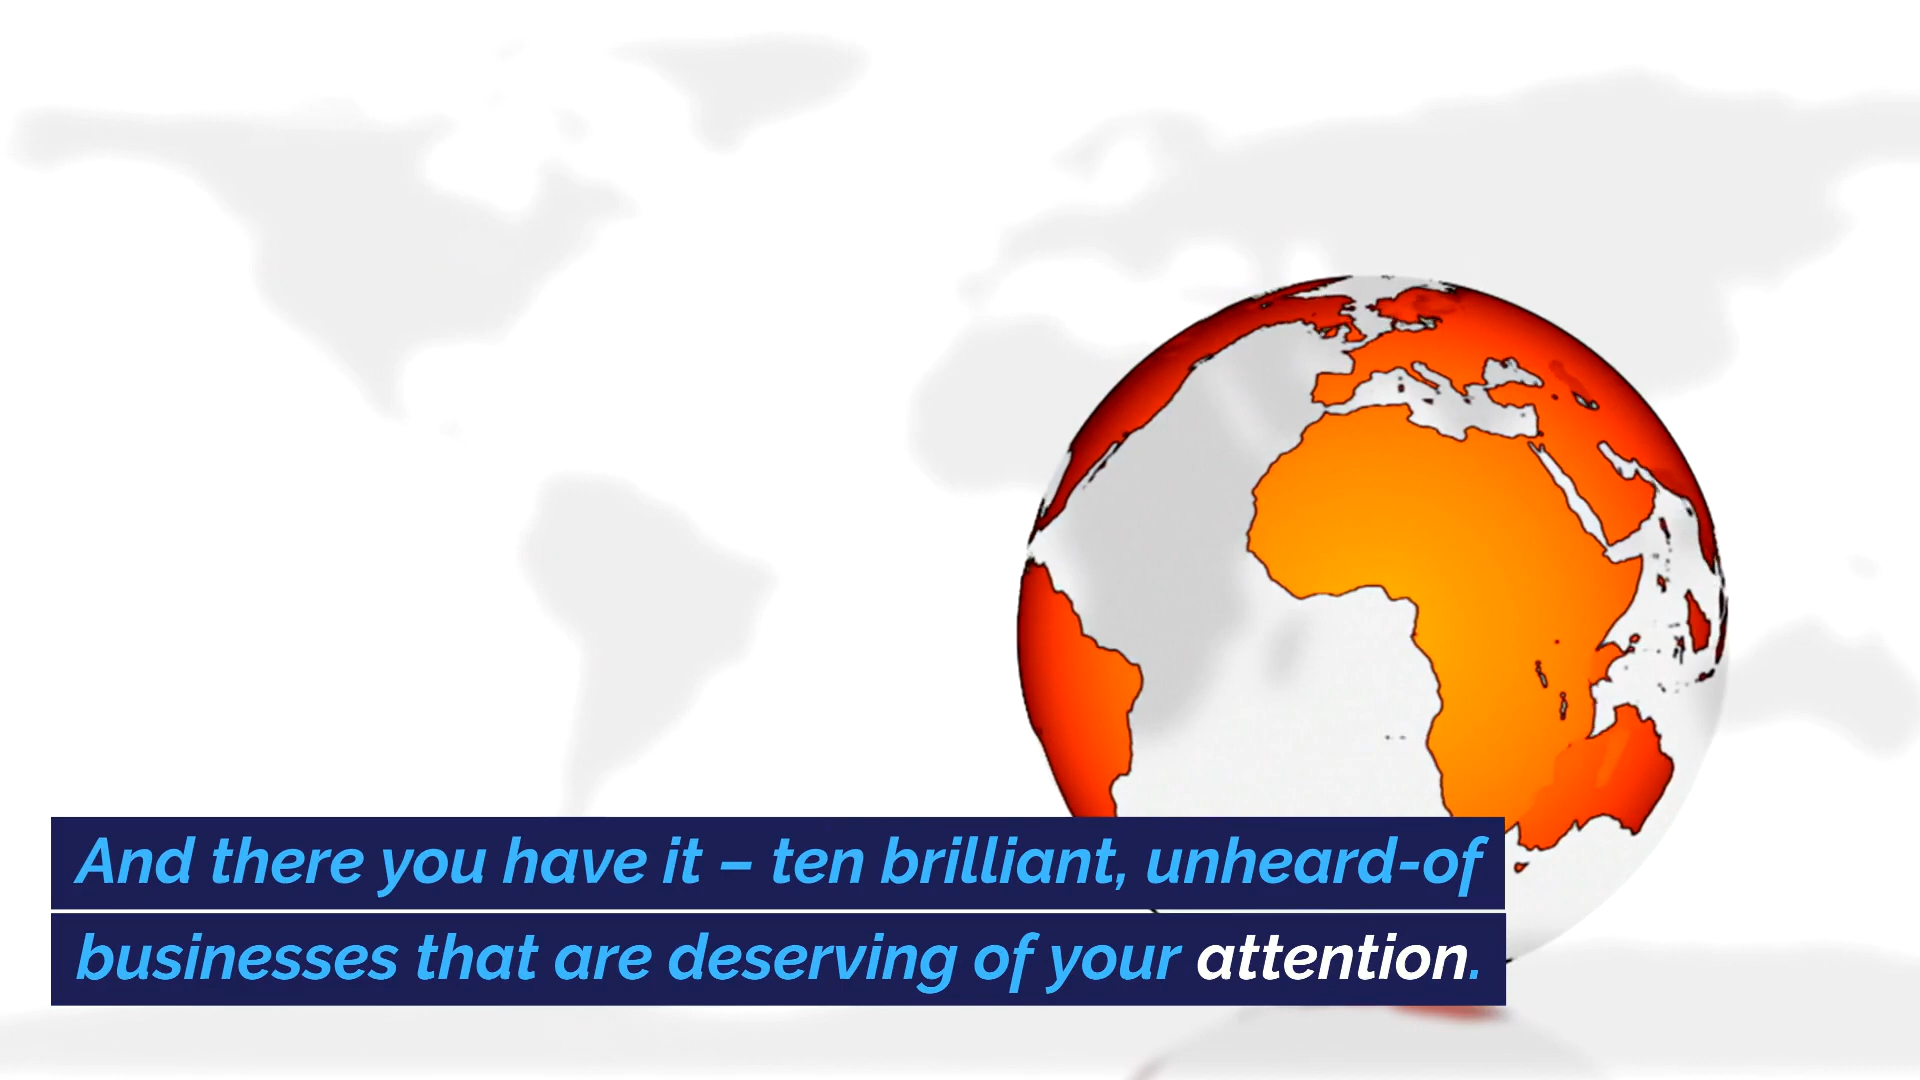 And there you have it – ten brilliant, unheard-of
businesses that are deserving of your attention.